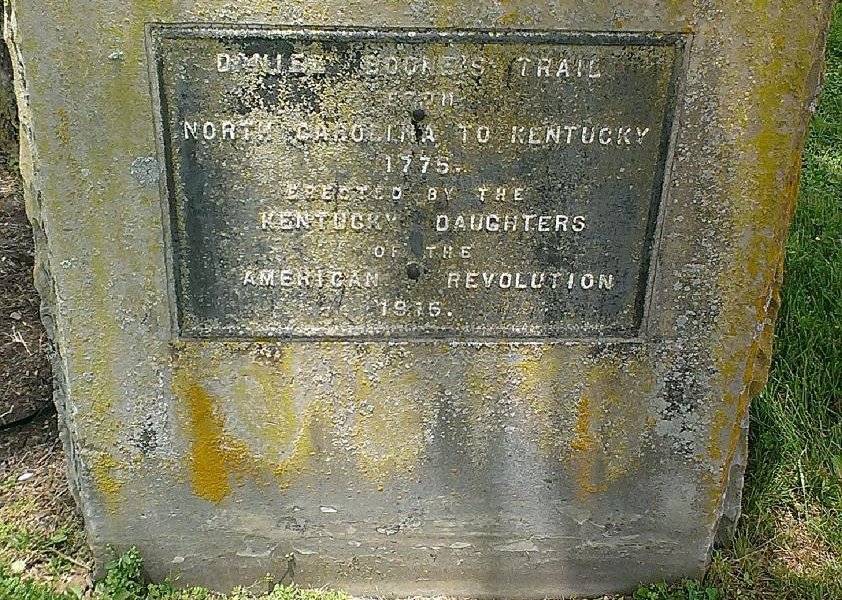 DANIEL BOONE'S TRAIL
FROM
NORTH CAROLINA TO KENTUCKY
1775.
ERECTED BY THE
KENTUCKY DAUGHTERS
OF THE
AMERICAN REVOLUTION
1915.